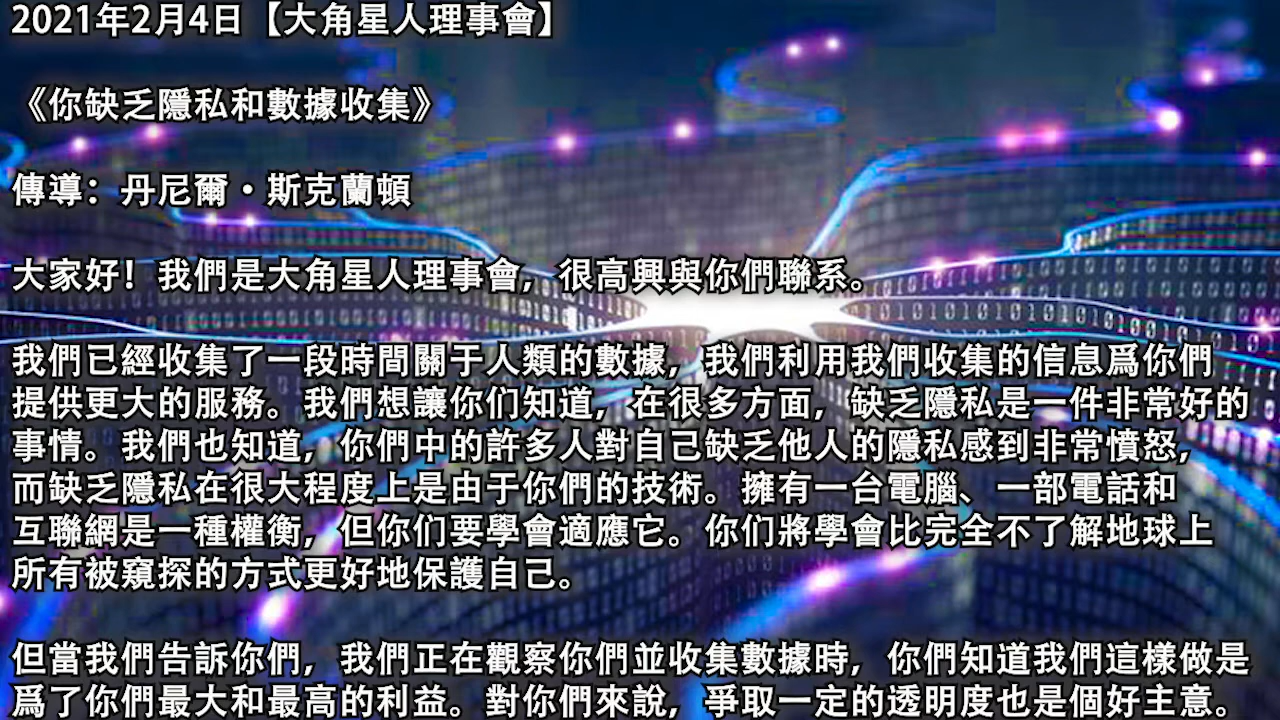 2021年2月4日【大角星人理事會】
《你缺乏隱私和數據收集》
傳導：丹尼爾·斯克蘭頓
大家好！我們是大角星人理事會，很高興與你們聯系。
我們已經收集了一段時間關于人類的數據，我們利用我們收集的信息爲你們
提供更大的服務。我們想讓你们知道，在很多方面，缺乏隱私是一件非常好的
事情。我們也知道，你們中的許多人對自己缺乏他人的隱私感到非常憤怒，
而缺乏隱私在很大程度上是由于你們的技術。擁有一台電腦、一部電話和
互聯網是一種權衡，但你们要學會適應它。你们將學會比完全不了解地球上
所有被窺探的方式更好地保護自己。
但當我們告訴你們，我們正在觀察你們並收集數據時，你們知道我們這樣做是
爲了你們最大和最高的利益。對你們來說，爭取一定的透明度也是個好主意。